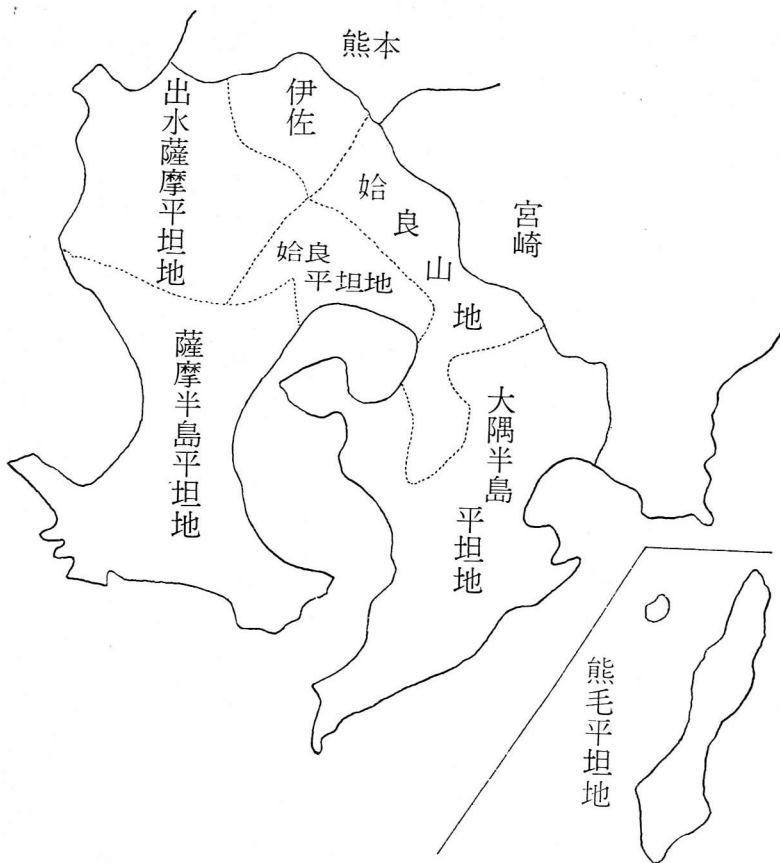 熊本
伊佐
出水薩摩平坦地
姶良山地
宮崎
姶良
平坦地
薩摩半島平坦地
大隅半島
平坦地
熊毛平坦地